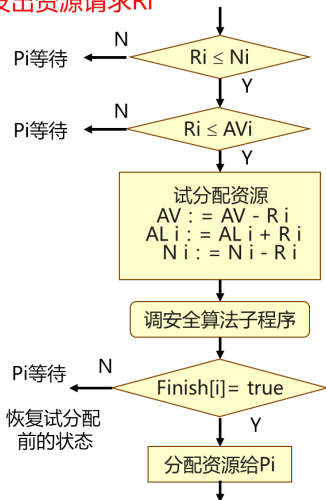 发出资源请求Ri
N
Pi等待
Ri ≤ Ni
Y
N
Pi等待
Ri ≤ AVi
Y
试分配资源
AV : = AV - R i
AL i : = AL i + R i
N i : = N i - R i
调安全算法子程序
Pi等待
N
Finish[i]= true
恢复试分配
前的状态
Y
分配资源给Pi